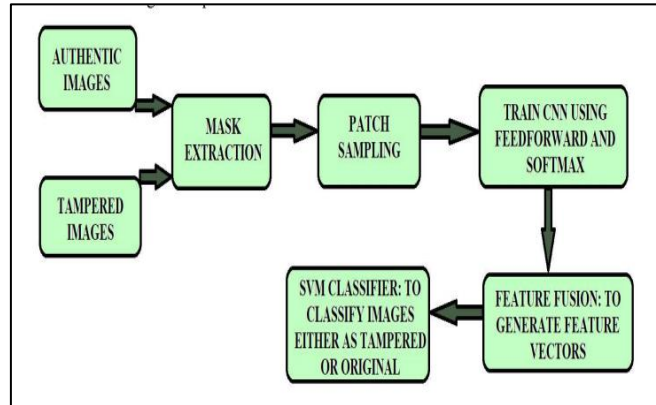 AUTHENTIC
IMAGES
TAMPERED
IMAGES
MASK
EXTRACTION
PATCH
SAMPLING
TRAIN CNN USING
FEEDFORWARD AND
SOFTMAX
FEATURE FUSION: TO
GENERATE FEATURE
VECTORS
SVM CLASSIFIER: TO
CLASSIFY IMAGES
EITHER AS TAMPERED
OR ORIGINAL